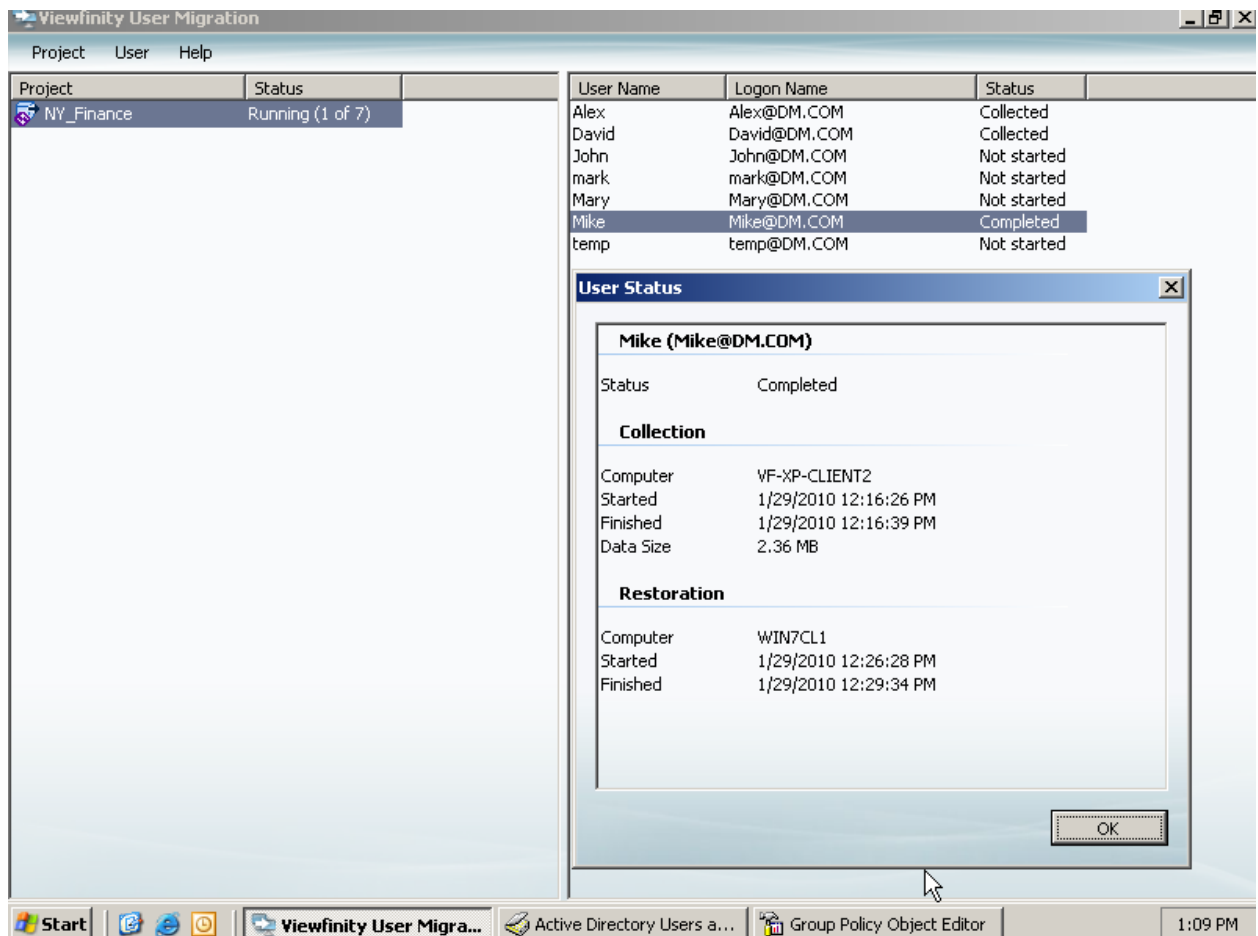 Viewfinity User Migration
Project User Help
Project Status
NY_Finance Running (1 of 7)
User Name Logon Name Status
Alex Alex@DM.COM Collected
David David@DM.COM Collected
John John@DM.COM Not started
mark mark@DM.COM Not started
Mary Mary@DM.COM Not started
Mike Mike@DM.COM Completed
temp temp@DM.COM Not started
User Status
Mike (Mike@DM.COM)
Status Completed
Collection
Computer VF-XP-CLIENT2
Started 1/29/2010 12:16:26 PM
Finished 1/29/2010 12:16:39 PM
Data Size 2.36 MB
Restoration
Computer WIN7CL1
Started 1/29/2010 12:26:28 PM
Finished 1/29/2010 12:29:34 PM
OK
Start Viewfinity User Migra... Active Directory Users a... Group Policy Object Editor 1:09 PM